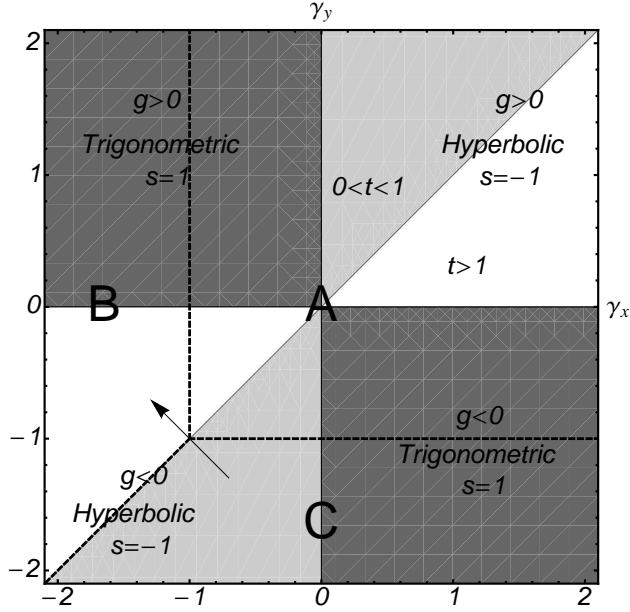 γy
2
g>0
g>0
Trigonometric
Hyperbolic
s=1
s=−1
0<t<1
1
t>1
0
B
A
γx
−1
g<0
g<0
Trigonometric
s=1
Hyperbolic
C
s=−1
−2
−2
−1
0
1
2